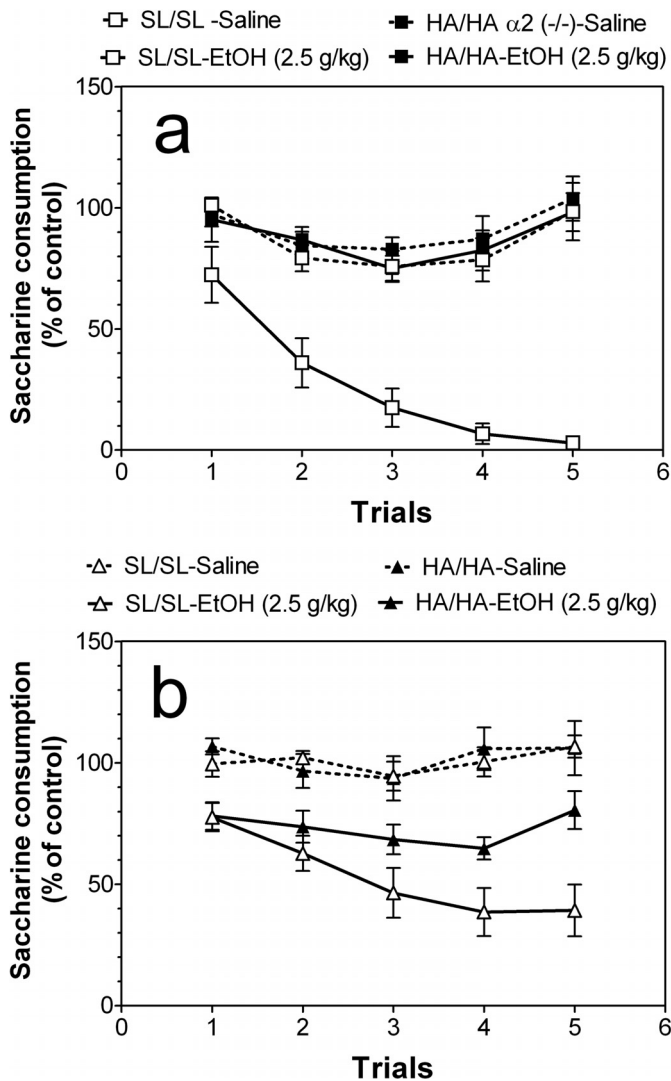 SL/SL -Saline
HA/HA α2 (-/-)-Saline
SL/SL-EtOH (2.5 g/kg)
HA/HA-EtOH (2.5 g/kg)
a
Saccharine consumption
(% of control)
150
100
50
0
0 1 2 3 4 5 6
Trials
SL/SL-Saline
HA/HA-Saline
SL/SL-EtOH (2.5 g/kg)
HA/HA-EtOH (2.5 g/kg)
b
Saccharine consumption
(% of control)
150
100
50
0
0 1 2 3 4 5 6
Trials